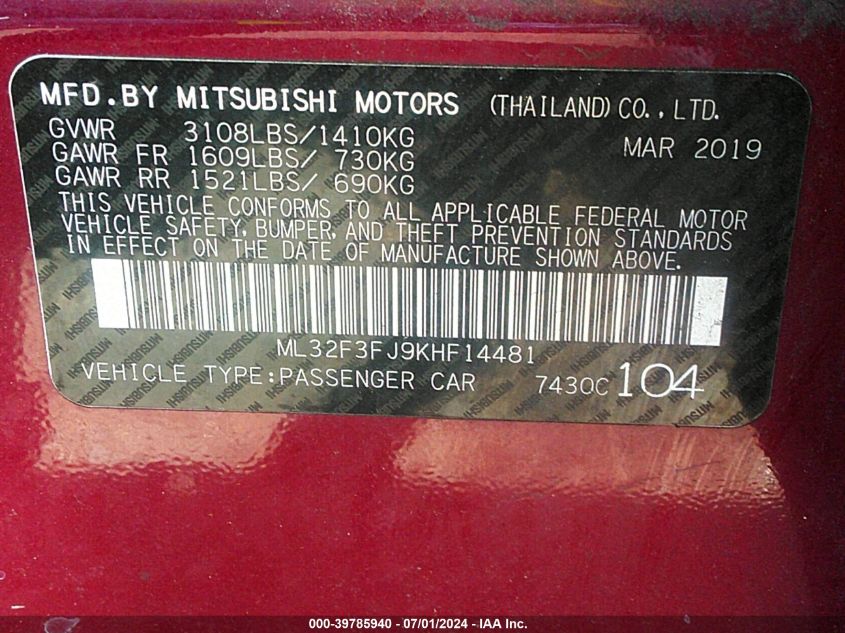 MFD.BY MITSUBISHI MOTORS (THAILAND) CO., LTD.
GVWR 3108LBS/1410KG MAR 2019
GAWR FR 1609LBS/ 730KG
GAWR RR 1521LBS/ 690KG
THIS VEHICLE CONFORMS TO ALL APPLICABLE FEDERAL MOTOR
VEHICLE SAFETY, BUMPER, AND THEFT PREVENTION STANDARDS
IN EFFECT ON THE DATE OF MANUFACTURE SHOWN ABOVE.
ML32F3FJ9KHF14481
VEHICLE TYPE:PASSENGER CAR 7430C 104
000-39785940 - 07/01/2024 - IAA Inc.